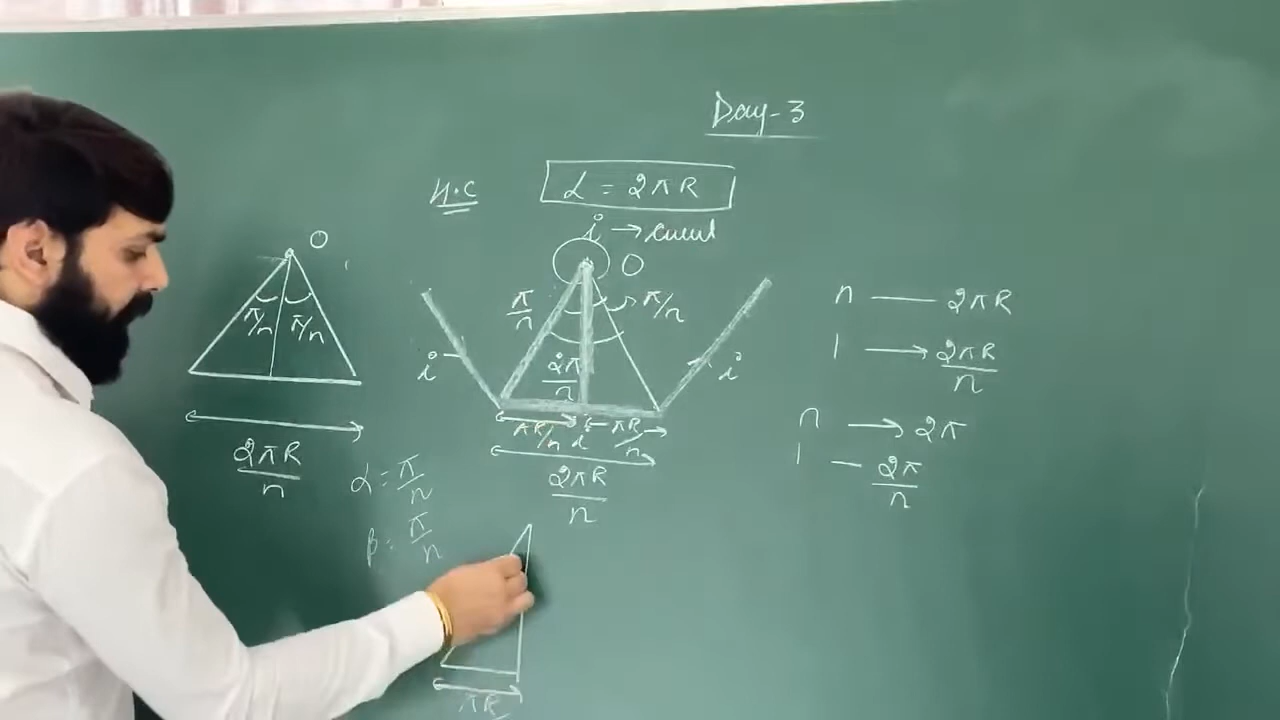 Day-3
H.C
L = 2πR
i → current
O
π/n π/n
2πR/n
i
O
π/n
π/n
2π/n
i
πR/n d πR/n
2πR/n
n — 2πR
1 → 2πR/n
n → 2π
1 — 2π/n
α = π/n
β = π/n
πR